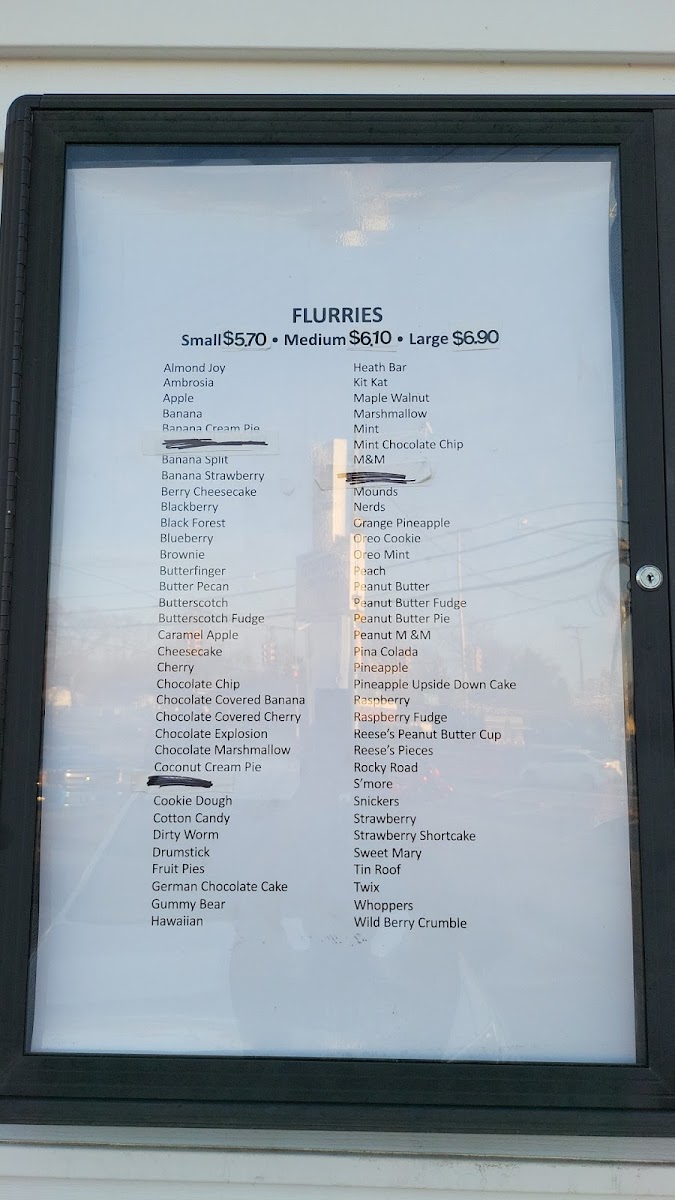 FLURRIES
Small $5.70 • Medium $6.10 • Large $6.90
Almond Joy
Ambrosia
Apple
Banana
Banana Cream Pie
Banana Split
Banana Strawberry
Berry Cheesecake
Blackberry
Black Forest
Blueberry
Brownie
Butterfinger
Butter Pecan
Butterscotch
Butterscotch Fudge
Caramel Apple
Cheesecake
Cherry
Chocolate Chip
Chocolate Covered Banana
Chocolate Covered Cherry
Chocolate Explosion
Chocolate Marshmallow
Coconut Cream Pie
Cookie Dough
Cotton Candy
Dirty Worm
Drumstick
Fruit Pies
German Chocolate Cake
Gummy Bear
Hawaiian
Heath Bar
Kit Kat
Maple Walnut
Marshmallow
Mint
Mint Chocolate Chip
M&M
Mounds
Nerds
Orange Pineapple
Oreo Cookie
Oreo Mint
Peach
Peanut Butter
Peanut Butter Fudge
Peanut Butter Pie
Peanut M &M
Pina Colada
Pineapple
Pineapple Upside Down Cake
Raspberry
Raspberry Fudge
Reese's Peanut Butter Cup
Reese's Pieces
Rocky Road
S'more
Snickers
Strawberry
Strawberry Shortcake
Sweet Mary
Tin Roof
Twix
Whoppers
Wild Berry Crumble